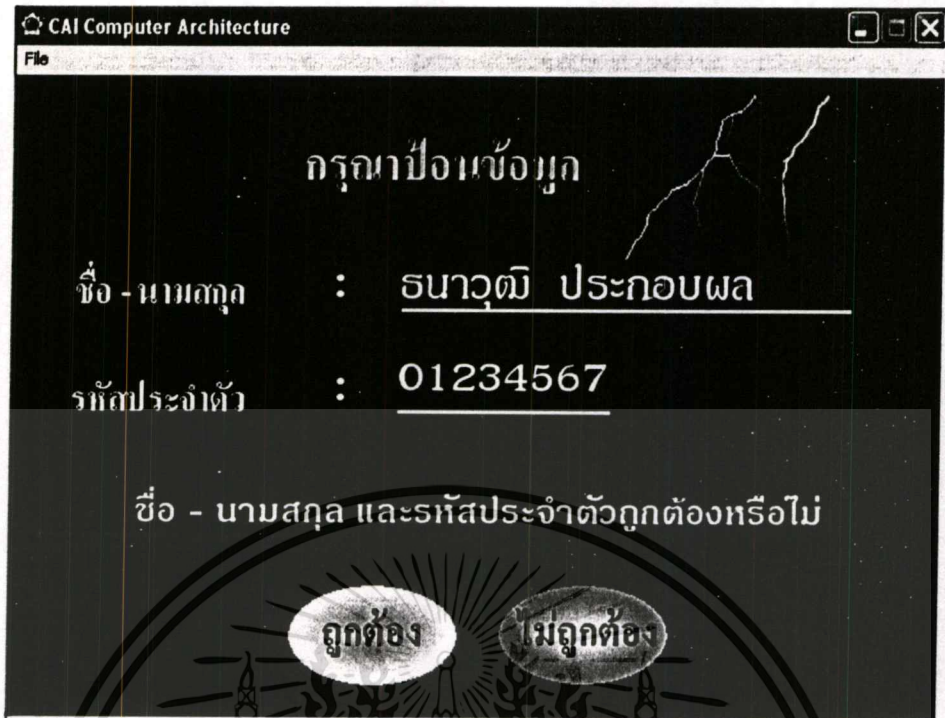 CAI Computer Architecture
File
กรุณาป้อนข้อมูล
ชื่อ - นามสกุล : ธนาวุฒิ ประกอบผล
รหัสประจำตัว : 01234567
ชื่อ - นามสกุล และรหัสประจำตัวถูกต้องหรือไม่
ถูกต้อง ไม่ถูกต้อง